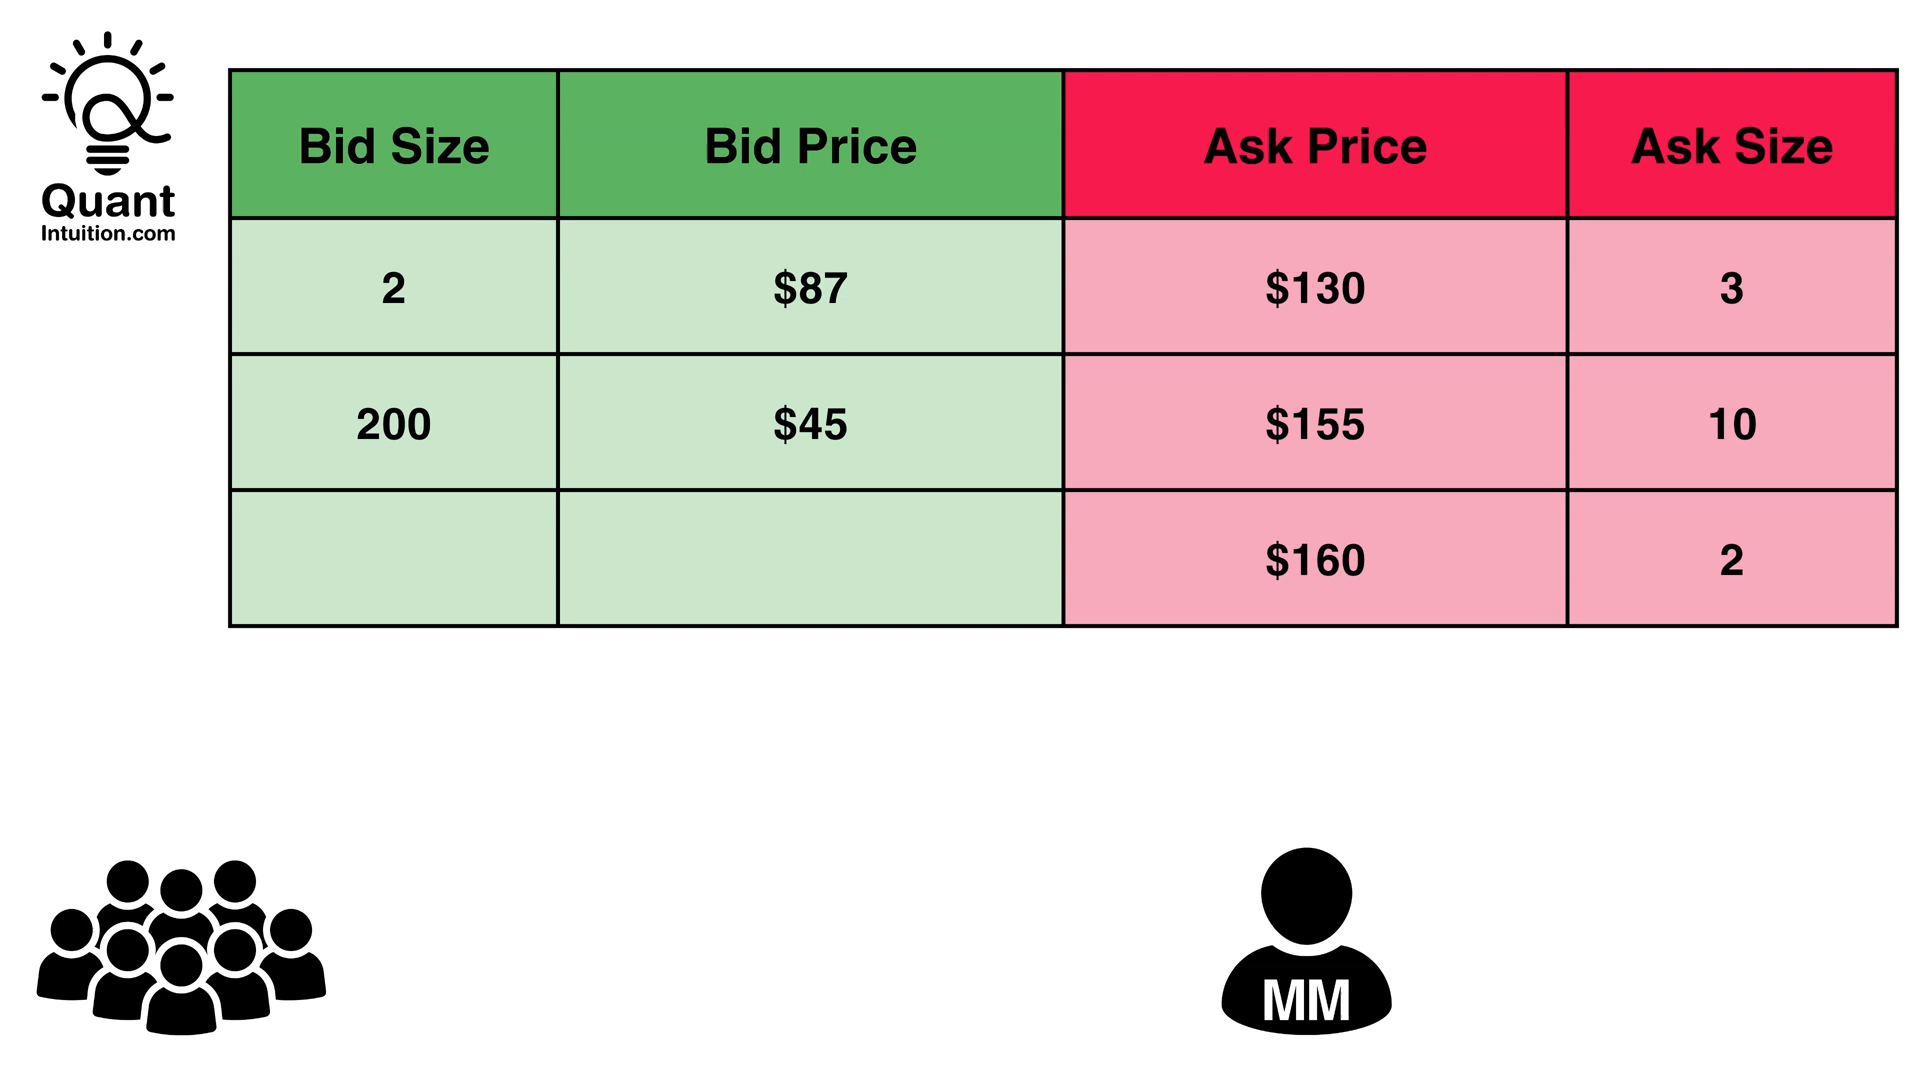 Quant
Intuition.com
Bid Size Bid Price Ask Price Ask Size
2 $87 $130 3
200 $45 $155 10
$160 2
MM